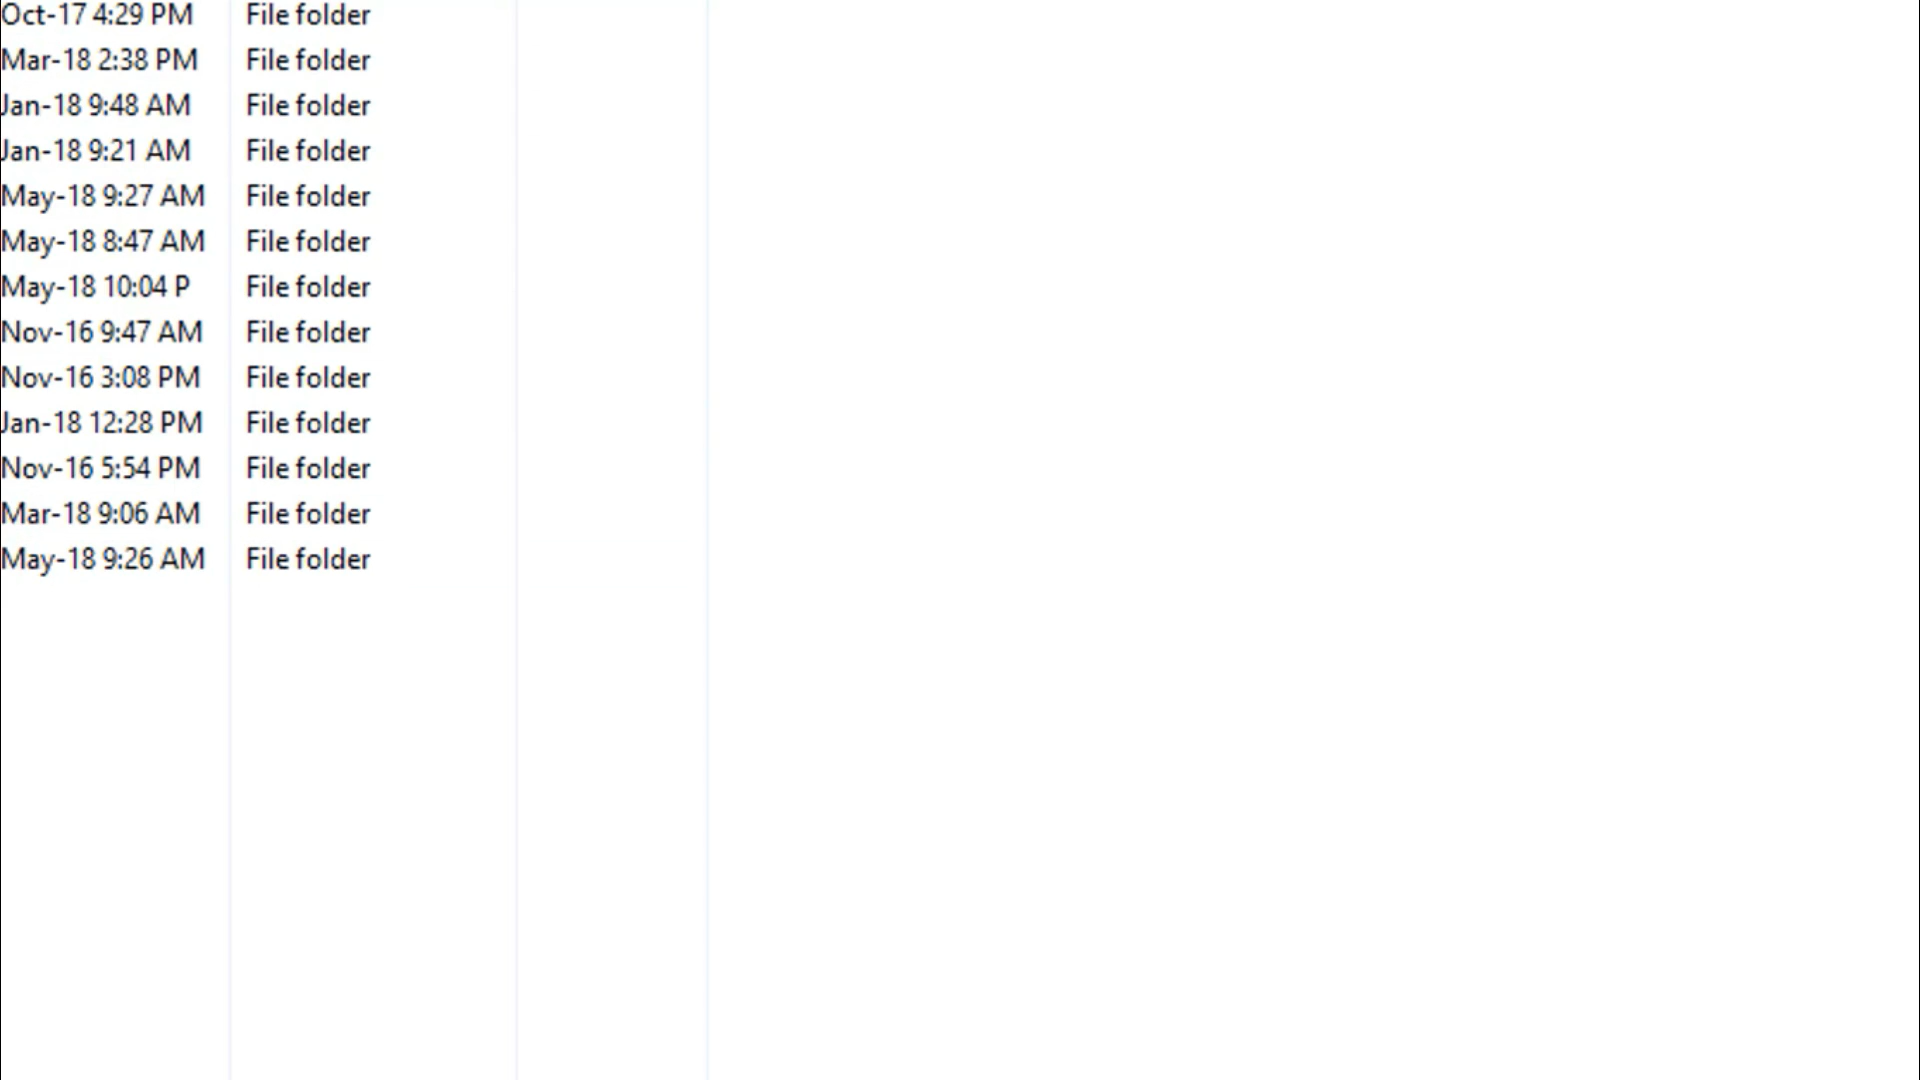 Oct-17 4:29 PM File folder
Mar-18 2:38 PM File folder
Jan-18 9:48 AM File folder
Jan-18 9:21 AM File folder
May-18 9:27 AM File folder
May-18 8:47 AM File folder
May-18 10:04 P File folder
Nov-16 9:47 AM File folder
Nov-16 3:08 PM File folder
Jan-18 12:28 PM File folder
Nov-16 5:54 PM File folder
Mar-18 9:06 AM File folder
May-18 9:26 AM File folder